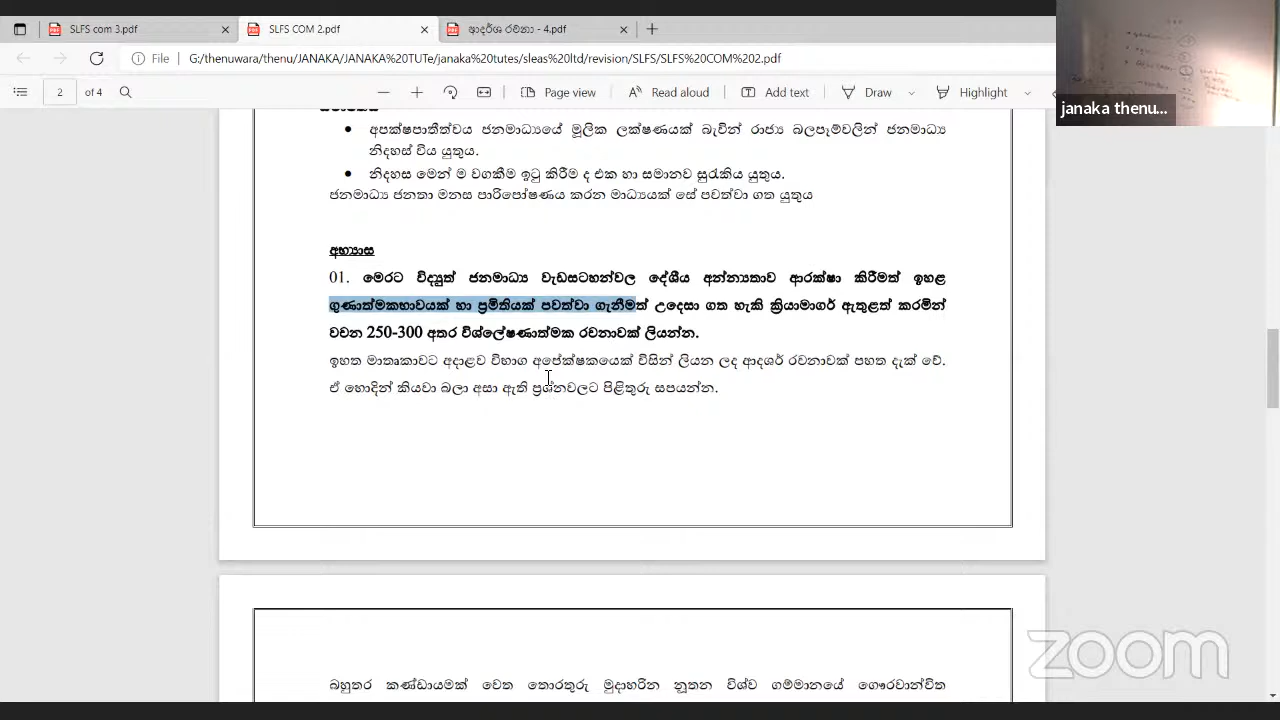 SLFS com 3.pdf
SLFS COM 2.pdf
ආදර්ශ රචනා - 4.pdf
File
G:/thenuwara/thenu/JANAKA/JANAKA%20TUTe/janaka%20tutes/sleas%20ltd/revision/SLFS/SLFS%20COM%202.pdf
2 of 4
Page view
Read aloud
Add text
Draw
Highlight
janaka thenu...
• අපක්ෂපාතීත්වය ජනමාධ්‍යයේ මූලික ලක්ෂණයක් බැවින් රාජ්‍ය බලපෑම්වලින් ජනමාධ්‍ය
නිදහස් විය යුතුය.
• නිදහස මෙන් ම වගකීම ඉටු කිරීම ද එක හා සමානව සුරැකිය යුතුය.
ජනමාධ්‍ය ජනතා මනස පාරිපෝෂණය කරන මාධ්‍යයක් සේ පවත්වා ගත යුතුය
අභ්‍යාස
01. මෙරට විද්‍යුත් ජනමාධ්‍ය වැඩසටහන්වල දේශීය අන්‍යන්‍යතාව ආරක්ෂා කිරීමත් ඉහළ
ගුණාත්මකභාවයක් හා ප්‍රමිතියක් පවත්වා ගැනීමත් උදෙසා ගත හැකි ක්‍රියාමාගර් ඇතුළත් කරමින්
වචන 250-300 අතර විශ්ලේෂණාත්මක රචනාවක් ලියන්න.
ඉහත මාතෘකාවට අදාළව විභාග අපේක්ෂකයෙක් විසින් ලියන ලද ආදශර් රචනාවක් පහත දැක් වේ.
ඒ හොදින් කියවා බලා අසා ඇති ප්‍රශ්නවලට පිළිතුරු සපයන්න.
බහුතර කණ්ඩායමක් වෙත තොරතුරු මුදාහරින නූතන විශ්ව ගම්මානයේ ගෞරවාන්විත
zoom